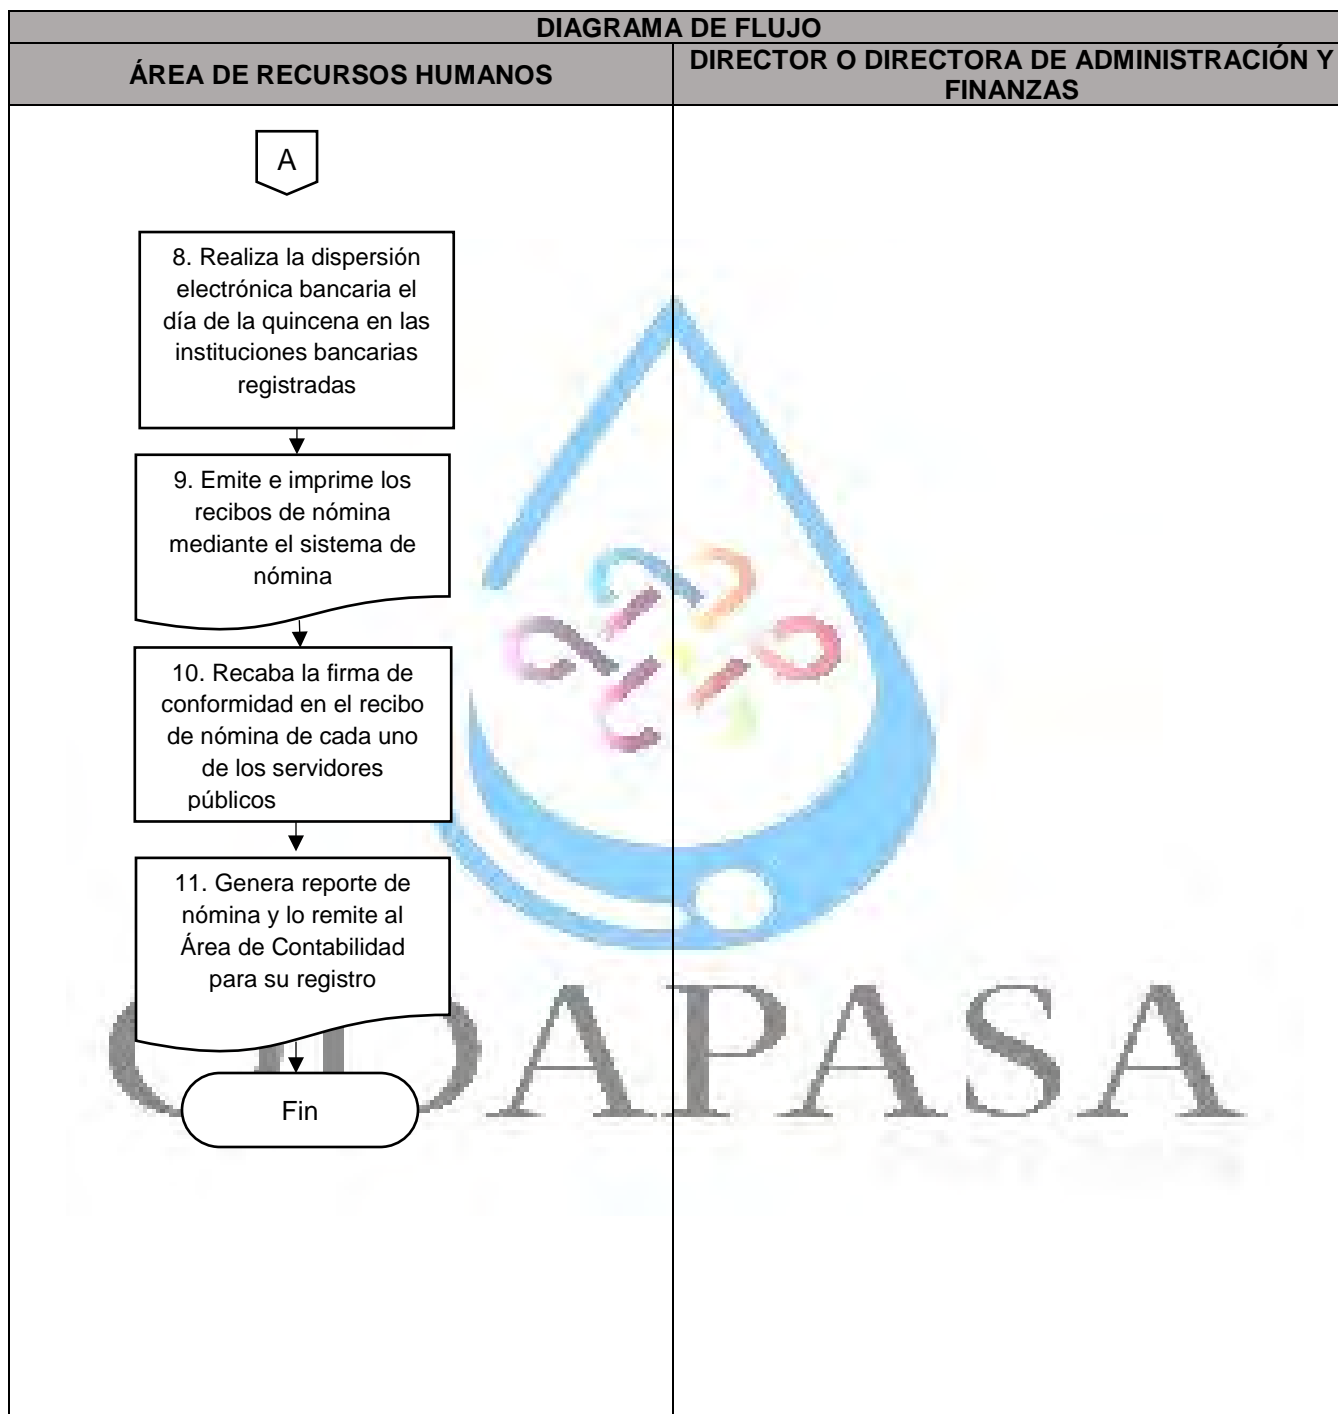 DIAGRAMA DE FLUJO
ÁREA DE RECURSOS HUMANOS
DIRECTOR O DIRECTORA DE ADMINISTRACIÓN Y
FINANZAS
A
8. Realiza la dispersión
electrónica bancaria el
día de la quincena en las
instituciones bancarias
registradas
9. Emite e imprime los
recibos de nómina
mediante el sistema de
nómina
10. Recaba la firma de
conformidad en el recibo
de nómina de cada uno
de los servidores
públicos
11. Genera reporte de
nómina y lo remite al
Área de Contabilidad
para su registro
Fin